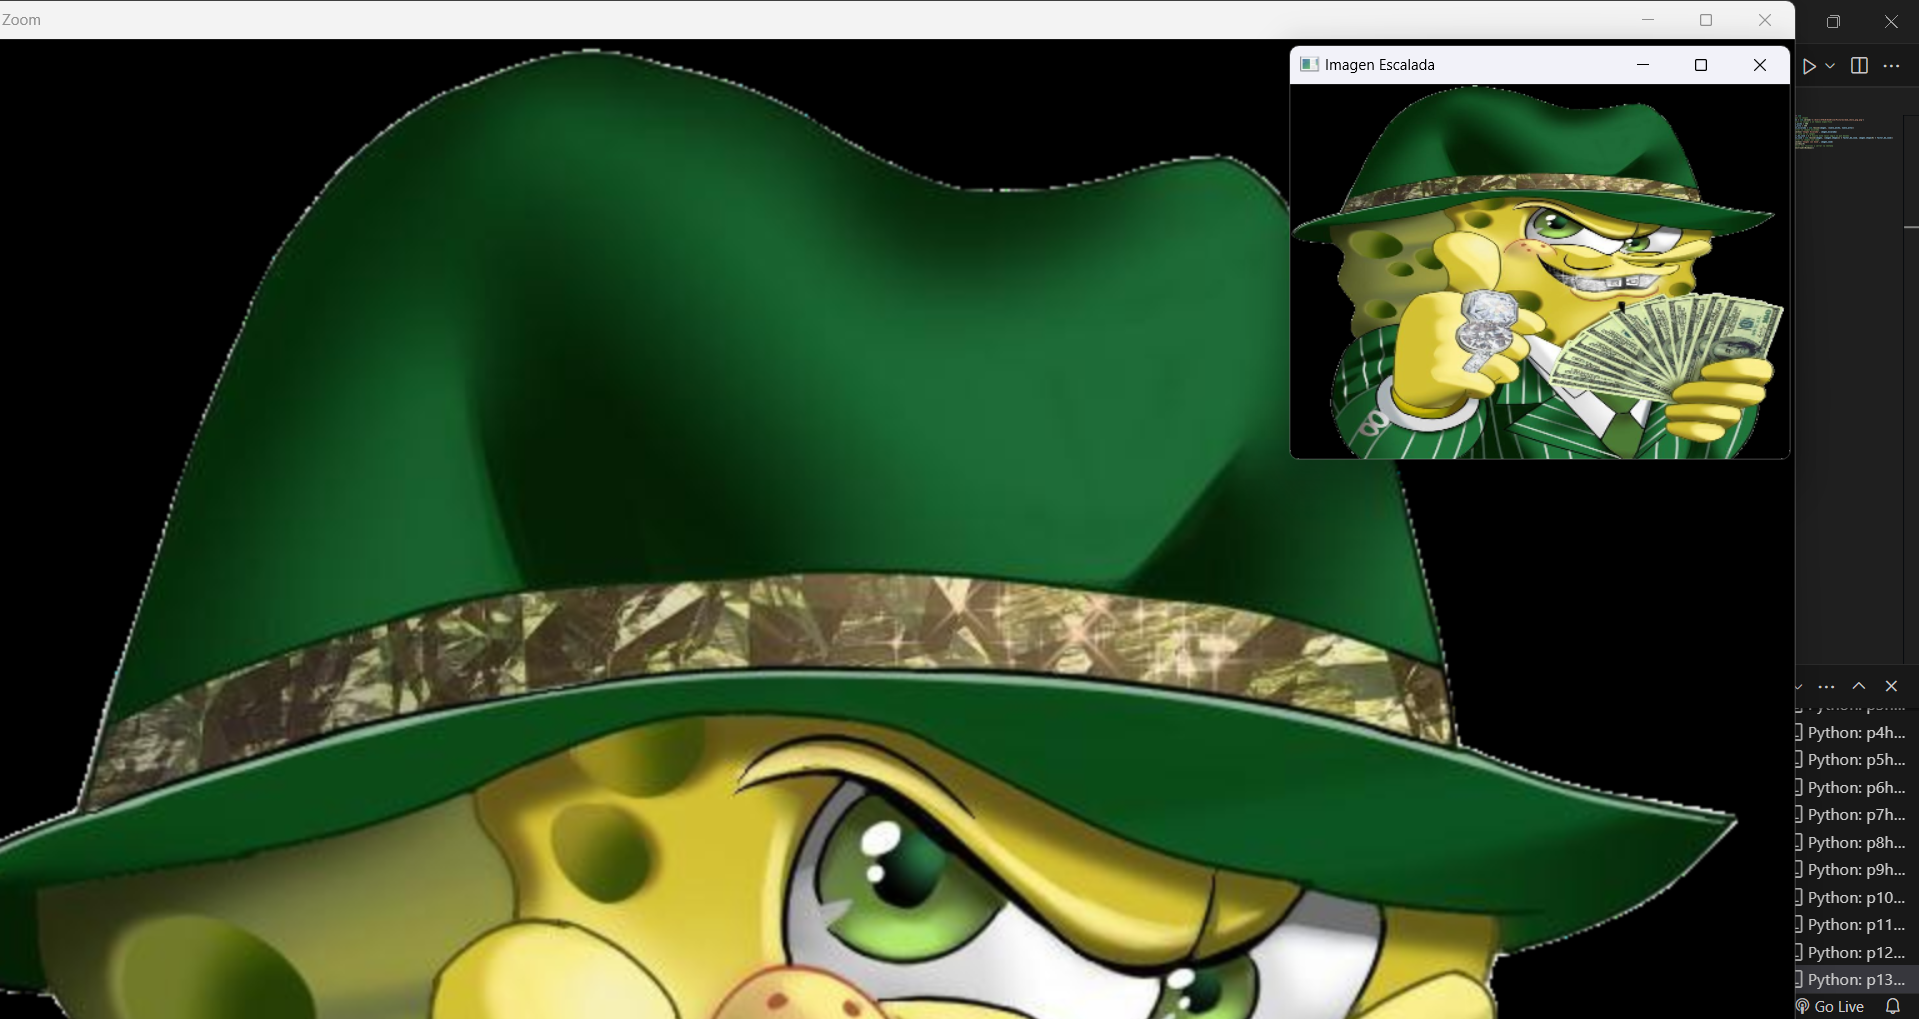 Zoom
Imagen Escalada
Python: p4h...
Python: p5h...
Python: p6h...
Python: p7h...
Python: p8h...
Python: p9h...
Python: p10...
Python: p11...
Python: p12...
Python: p13...
Go Live